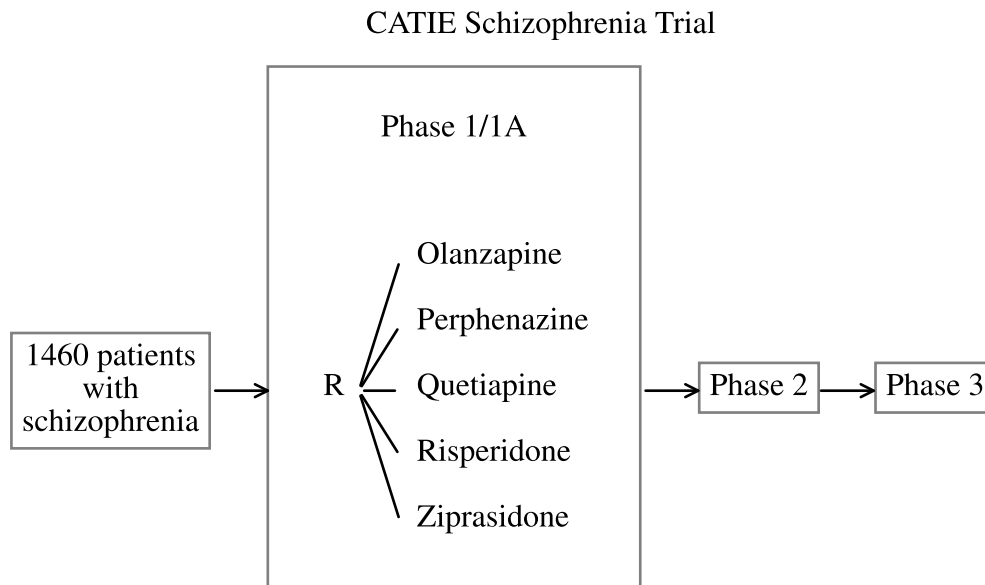 CATIE Schizophrenia Trial
Phase 1/1A
Olanzapine
Perphenazine
1460 patients
with
schizophrenia
R
Quetiapine
Phase 2
Phase 3
Risperidone
Ziprasidone